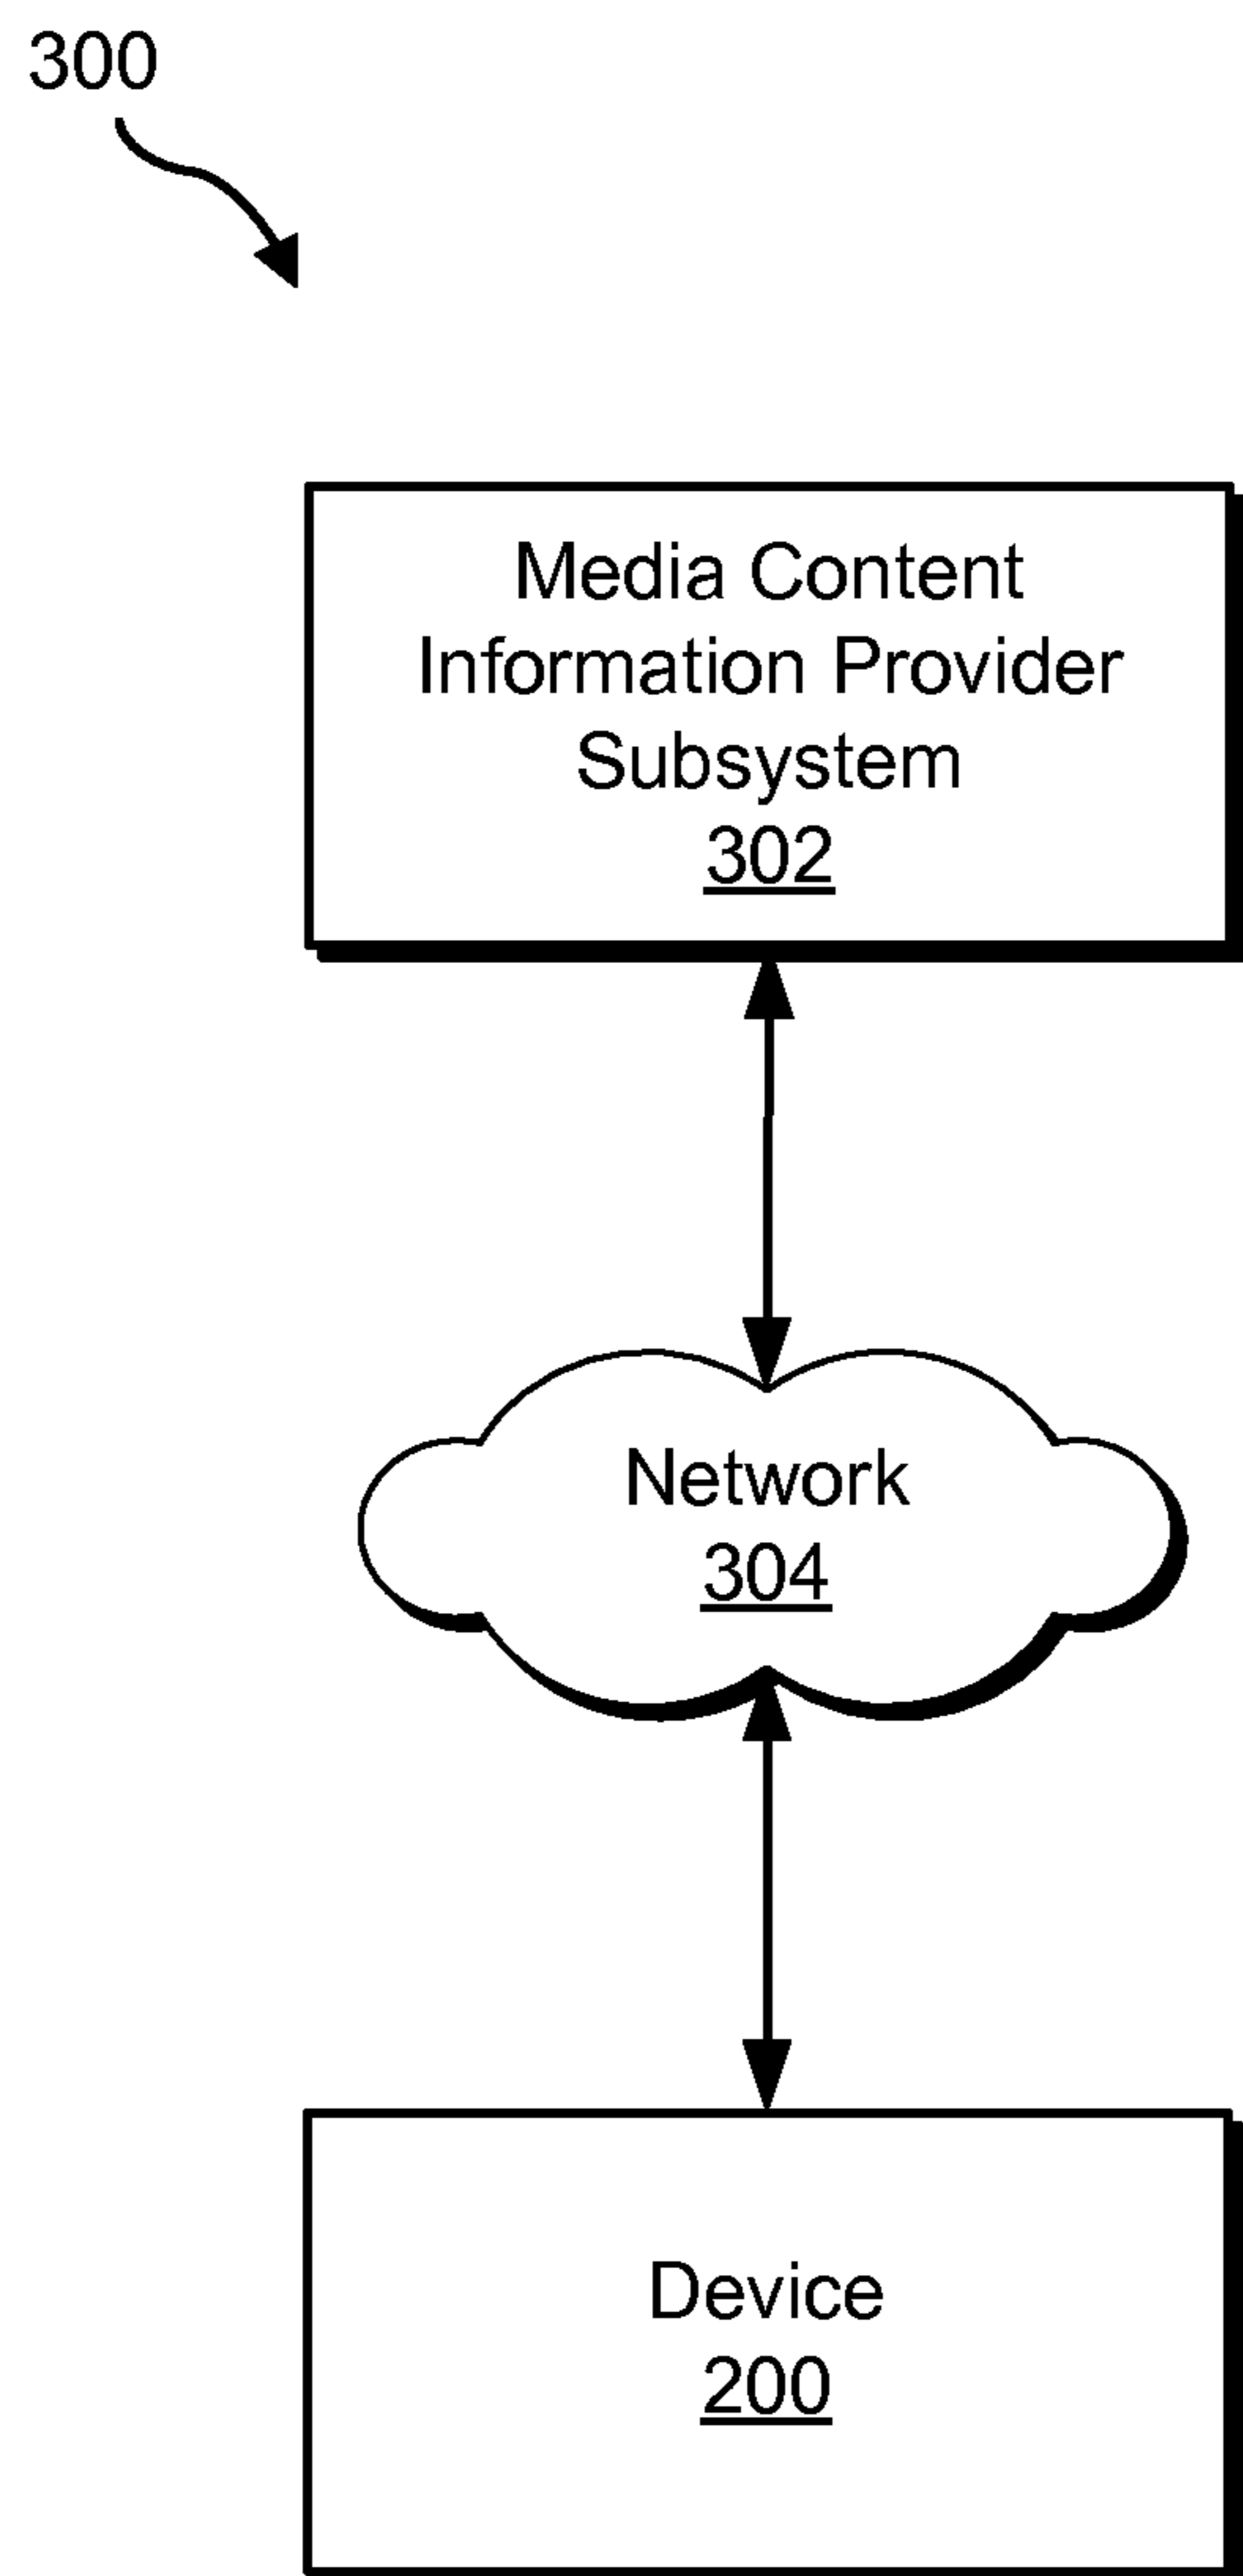 300
Media Content
Information Provider
Subsystem
302
Network
304
Device
200